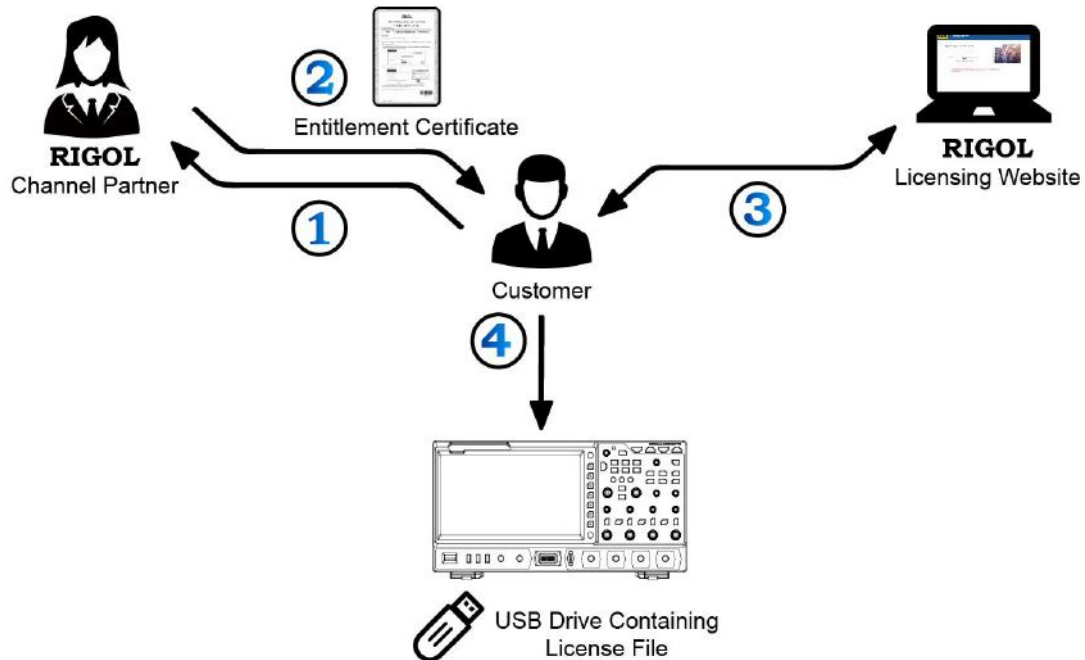 2
Entitlement Certificate
RIGOL
Channel Partner
1
RIGOL
Licensing Website
3
Customer
4
USB Drive Containing
License File